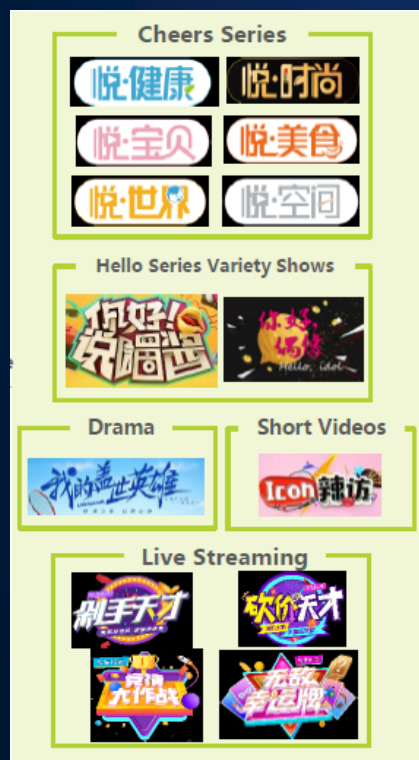 Cheers Series
悦·健康
悦·时尚
悦·宝贝
悦·美食
悦·世界
悦·空间
Hello Series Variety Shows
你好!
说唱酱
你好,
偶像
Hello, idol
Drama
Short Videos
我的盖世英雄
Icon辣访
Live Streaming
剁手天才
砍价天才
竞猜
大作战
无敌
幸运牌